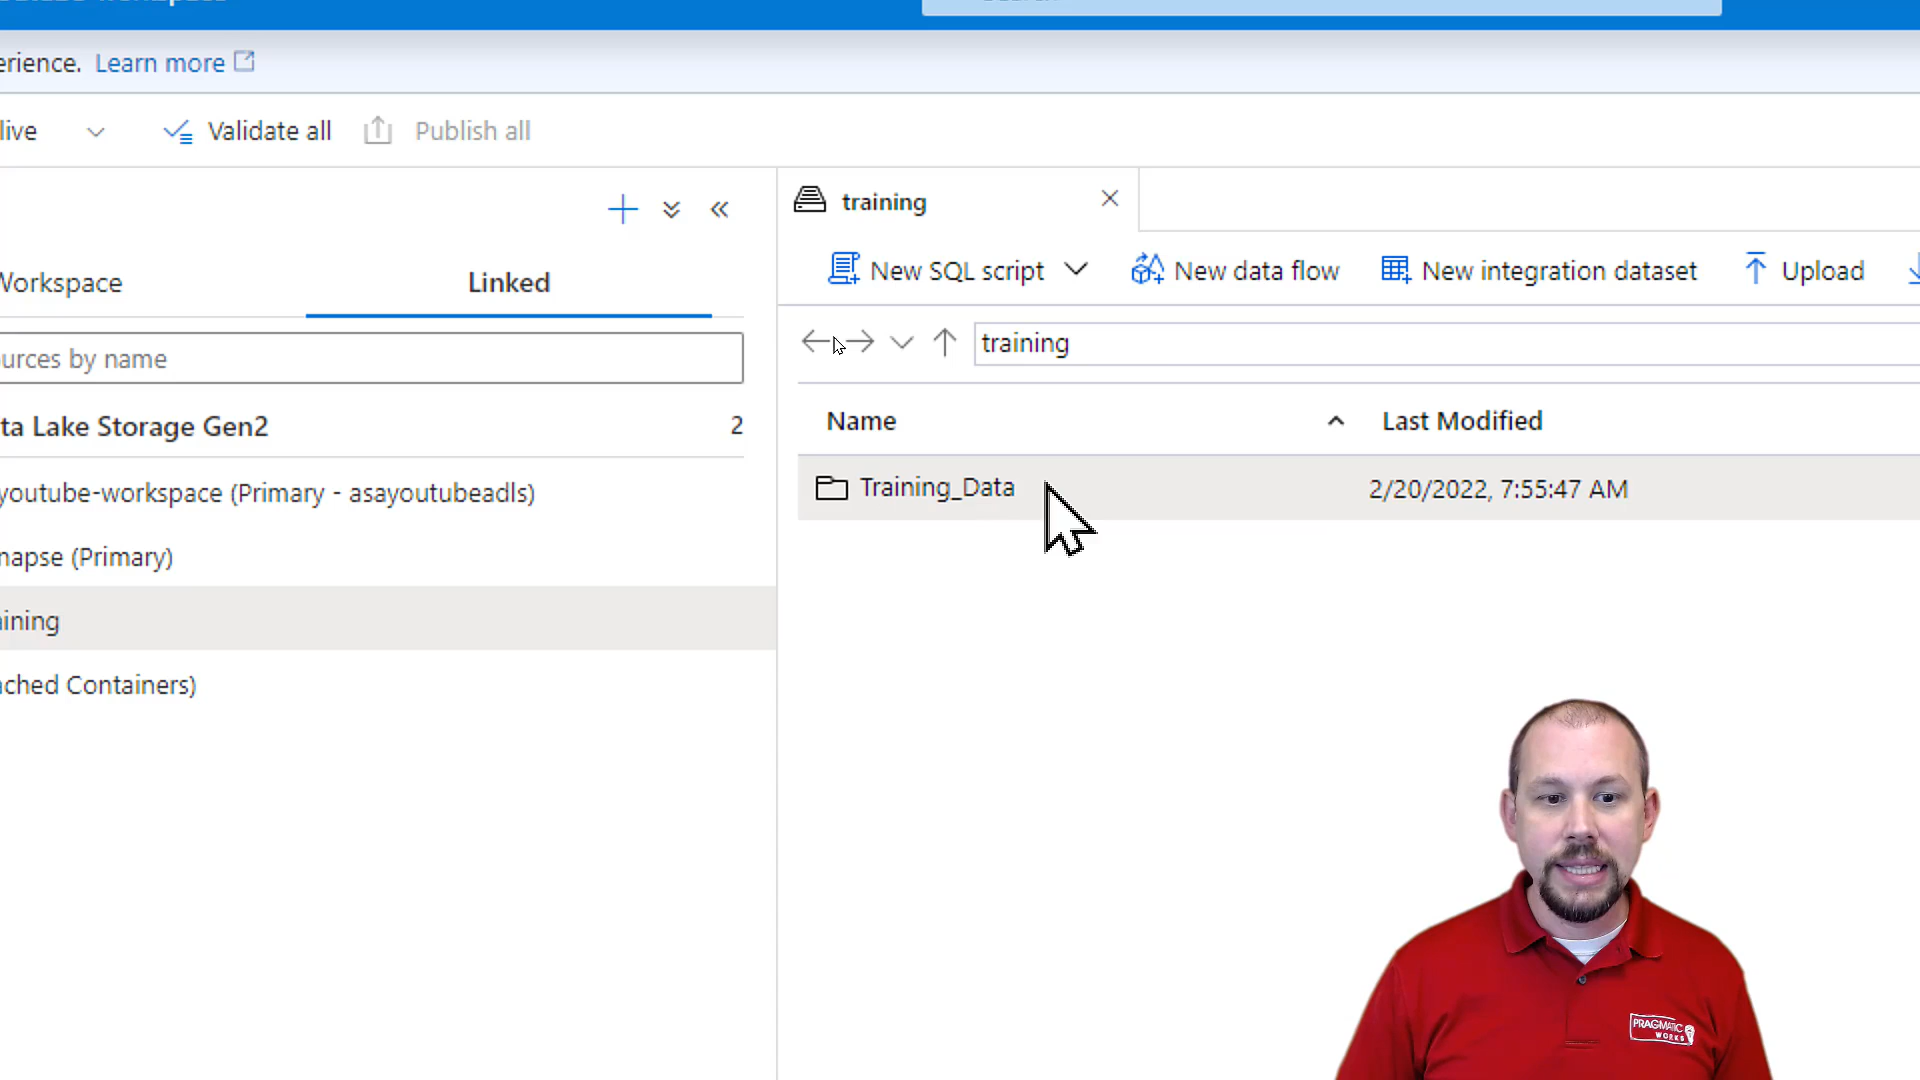 erience. Learn more
live
Validate all
Publish all
training
Workspace
Linked
New SQL script
New data flow
New integration dataset
Upload
urces by name
training
Name
Last Modified
ta Lake Storage Gen2
2
Training_Data
2/20/2022, 7:55:47 AM
youtube-workspace (Primary - asayoutubeadls)
napse (Primary)
ining
ched Containers)
PRAGMATIC
WORKS